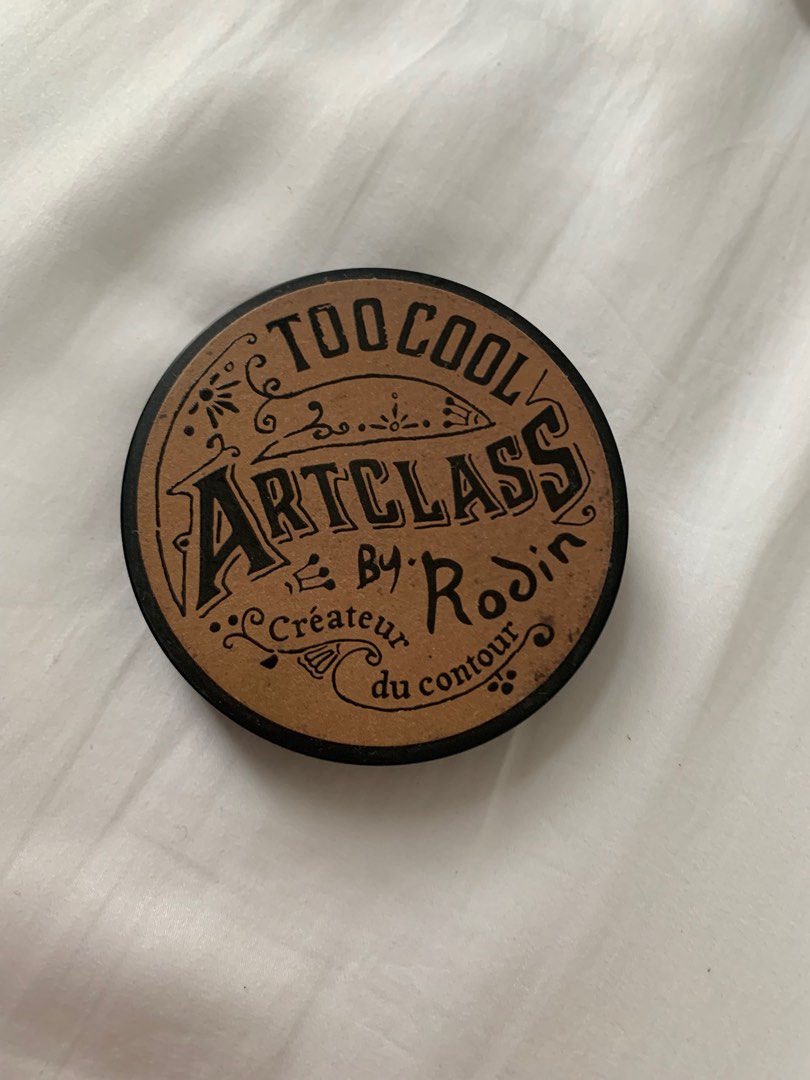 TOO COOL
ARTCLASS
By. Rodin
Créateur
du contour